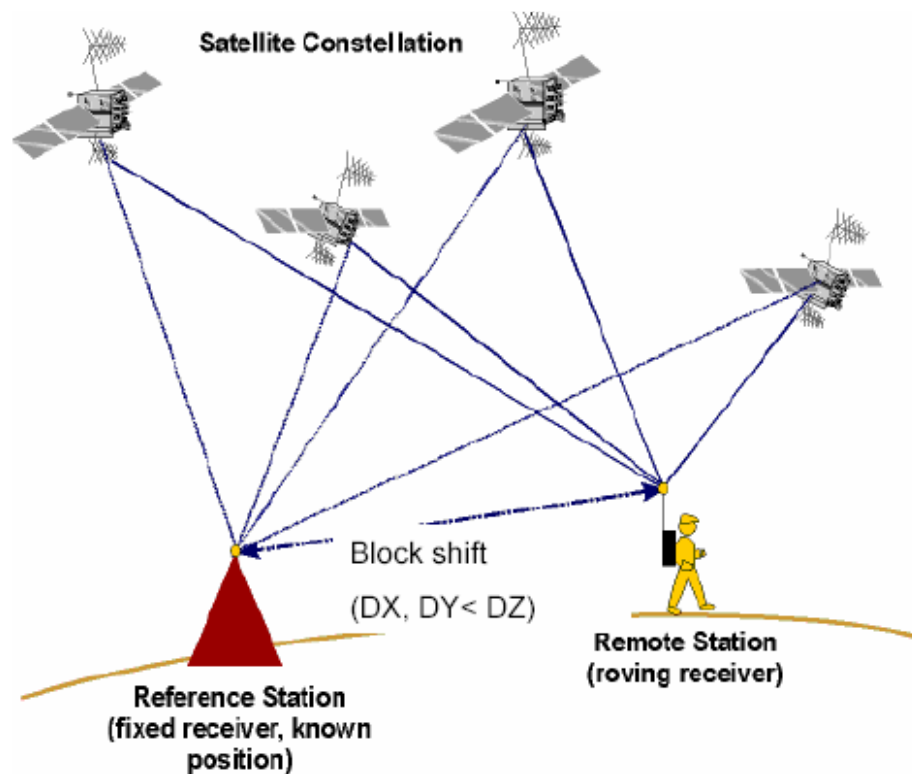 Satellite Constellation
Block shift
(DX, DY< DZ)
Remote Station
(roving receiver)
Reference Station
(fixed receiver, known
position)